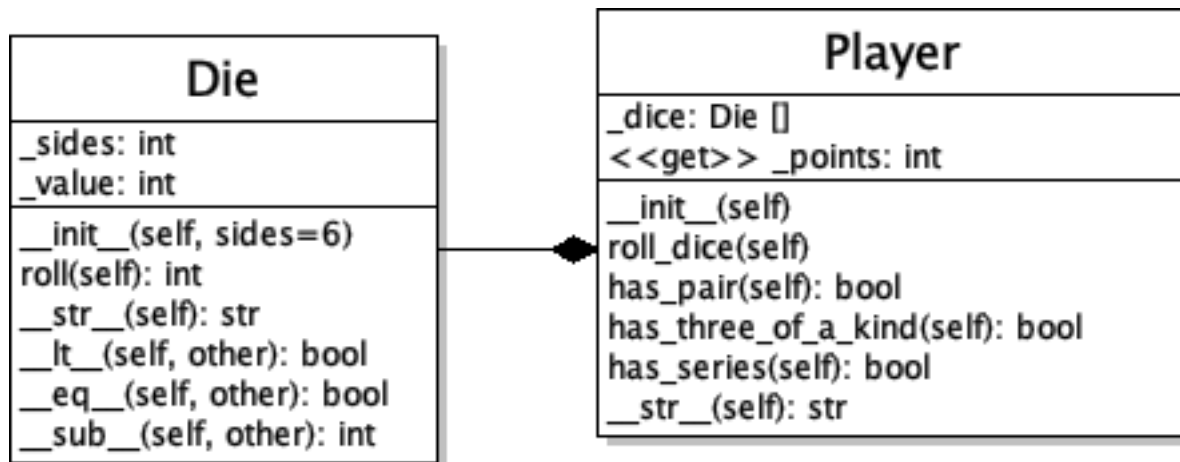 Die
_sides: int
_value: int
__init__(self, sides=6)
roll(self): int
__str__(self): str
__lt__(self, other): bool
__eq__(self, other): bool
__sub__(self, other): int
Player
_dice: Die []
<<get>> _points: int
__init__(self)
roll_dice(self)
has_pair(self): bool
has_three_of_a_kind(self): bool
has_series(self): bool
__str__(self): str